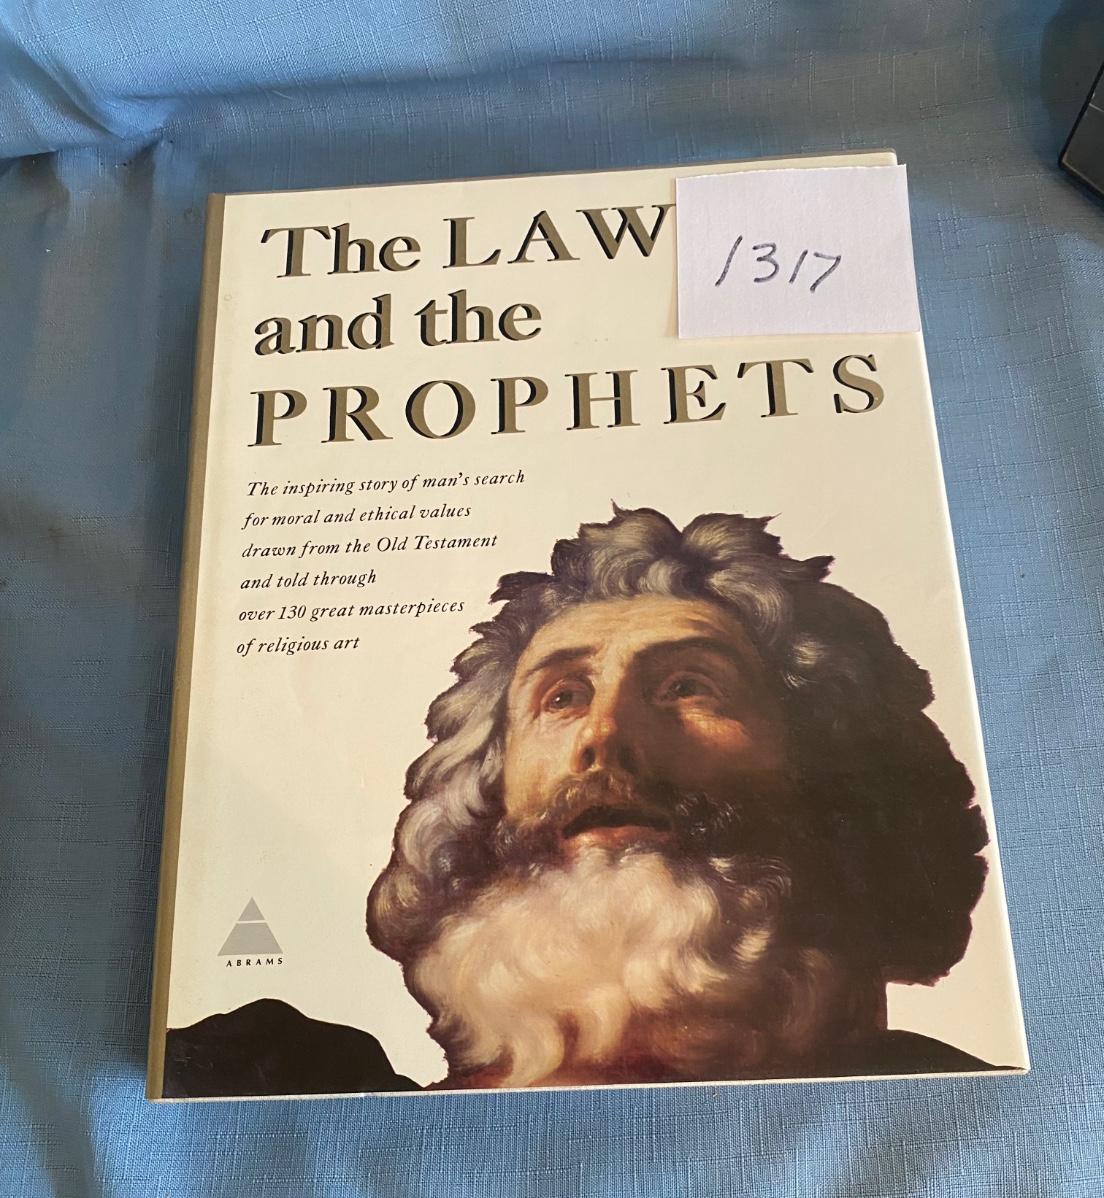 The LAW
1317
and the
PROPHETS
The inspiring story of man's search
for moral and ethical values
drawn from the Old Testament
and told through
over 130 great masterpieces
of religious art
ABRAMS